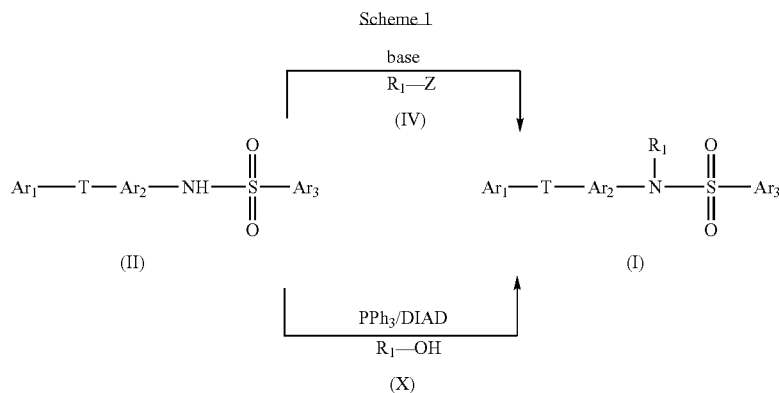 Scheme 1
base
R₁—Z
(IV)
Ar₁—T—Ar₂—NH—S—Ar₃
O
O
(II)
Ar₁—T—Ar₂—N—S—Ar₃
R₁
O
O
(I)
PPh₃/DIAD
R₁—OH
(X)